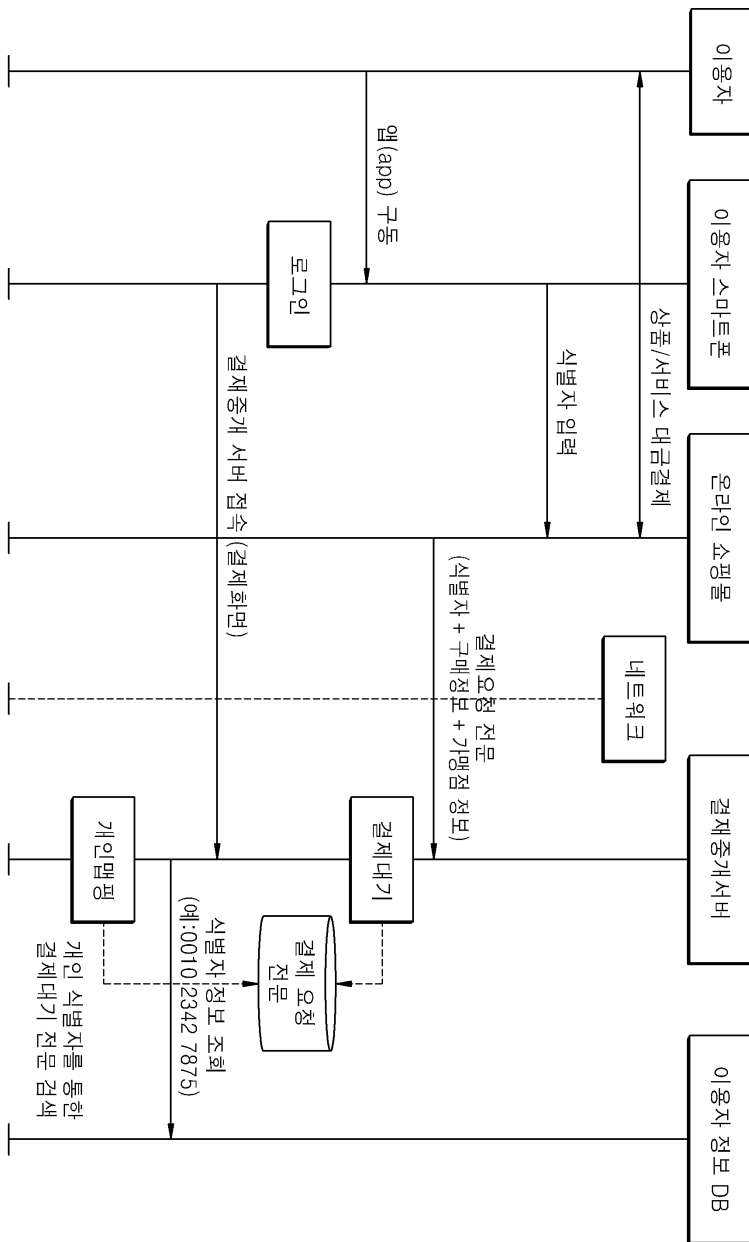 이용자
이용자 스마트폰
온라인 쇼핑몰
네트워크
결재중개서버
이용자 정보 DB
상품/서비스 대금결제
식별자 입력
결제요청 전문
(식별자 + 구매정보 + 가맹점 정보)
결제대기
앱(app) 구동
결제 요청
전문
로그인
결재중개 서버 접속 (결제화면)
식별자 정보 조회
(예:0010 2342 7875)
개인맵핑
개인 식별자를 통한
결제대기 전문 검색